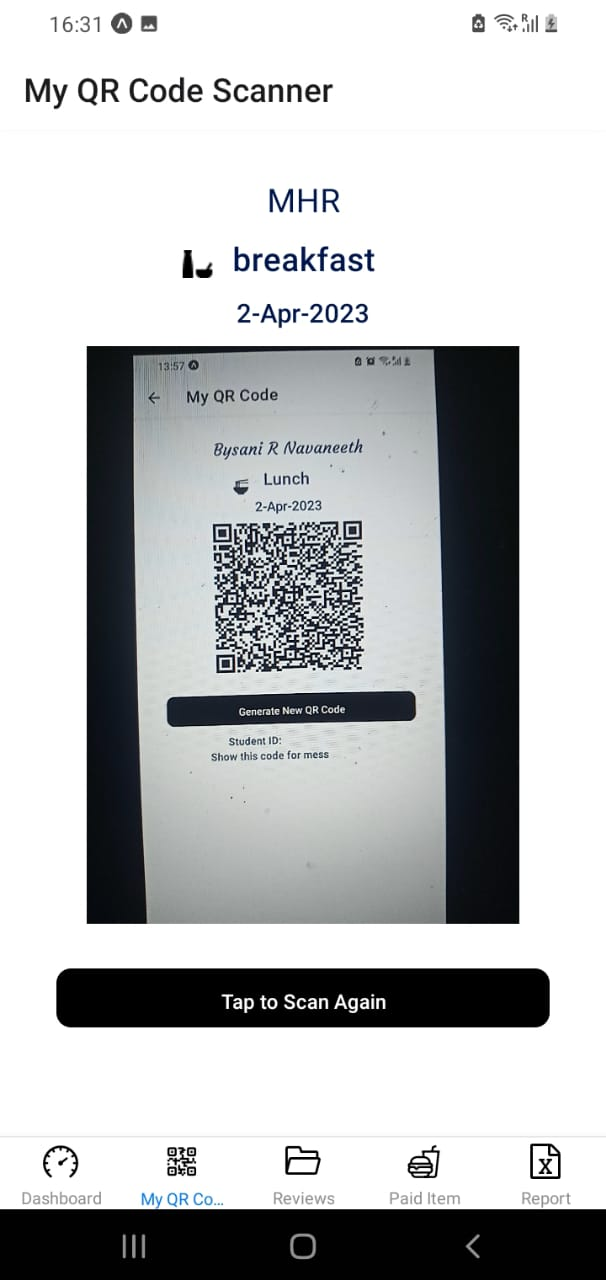 16:31
My QR Code Scanner
MHR
breakfast
2-Apr-2023
13:57
My QR Code
Bysani R Navaneeth
Lunch
2-Apr-2023
Generate New QR Code
Student ID:
Show this code for mess
Tap to Scan Again
Dashboard
My QR Co...
Reviews
Paid Item
Report